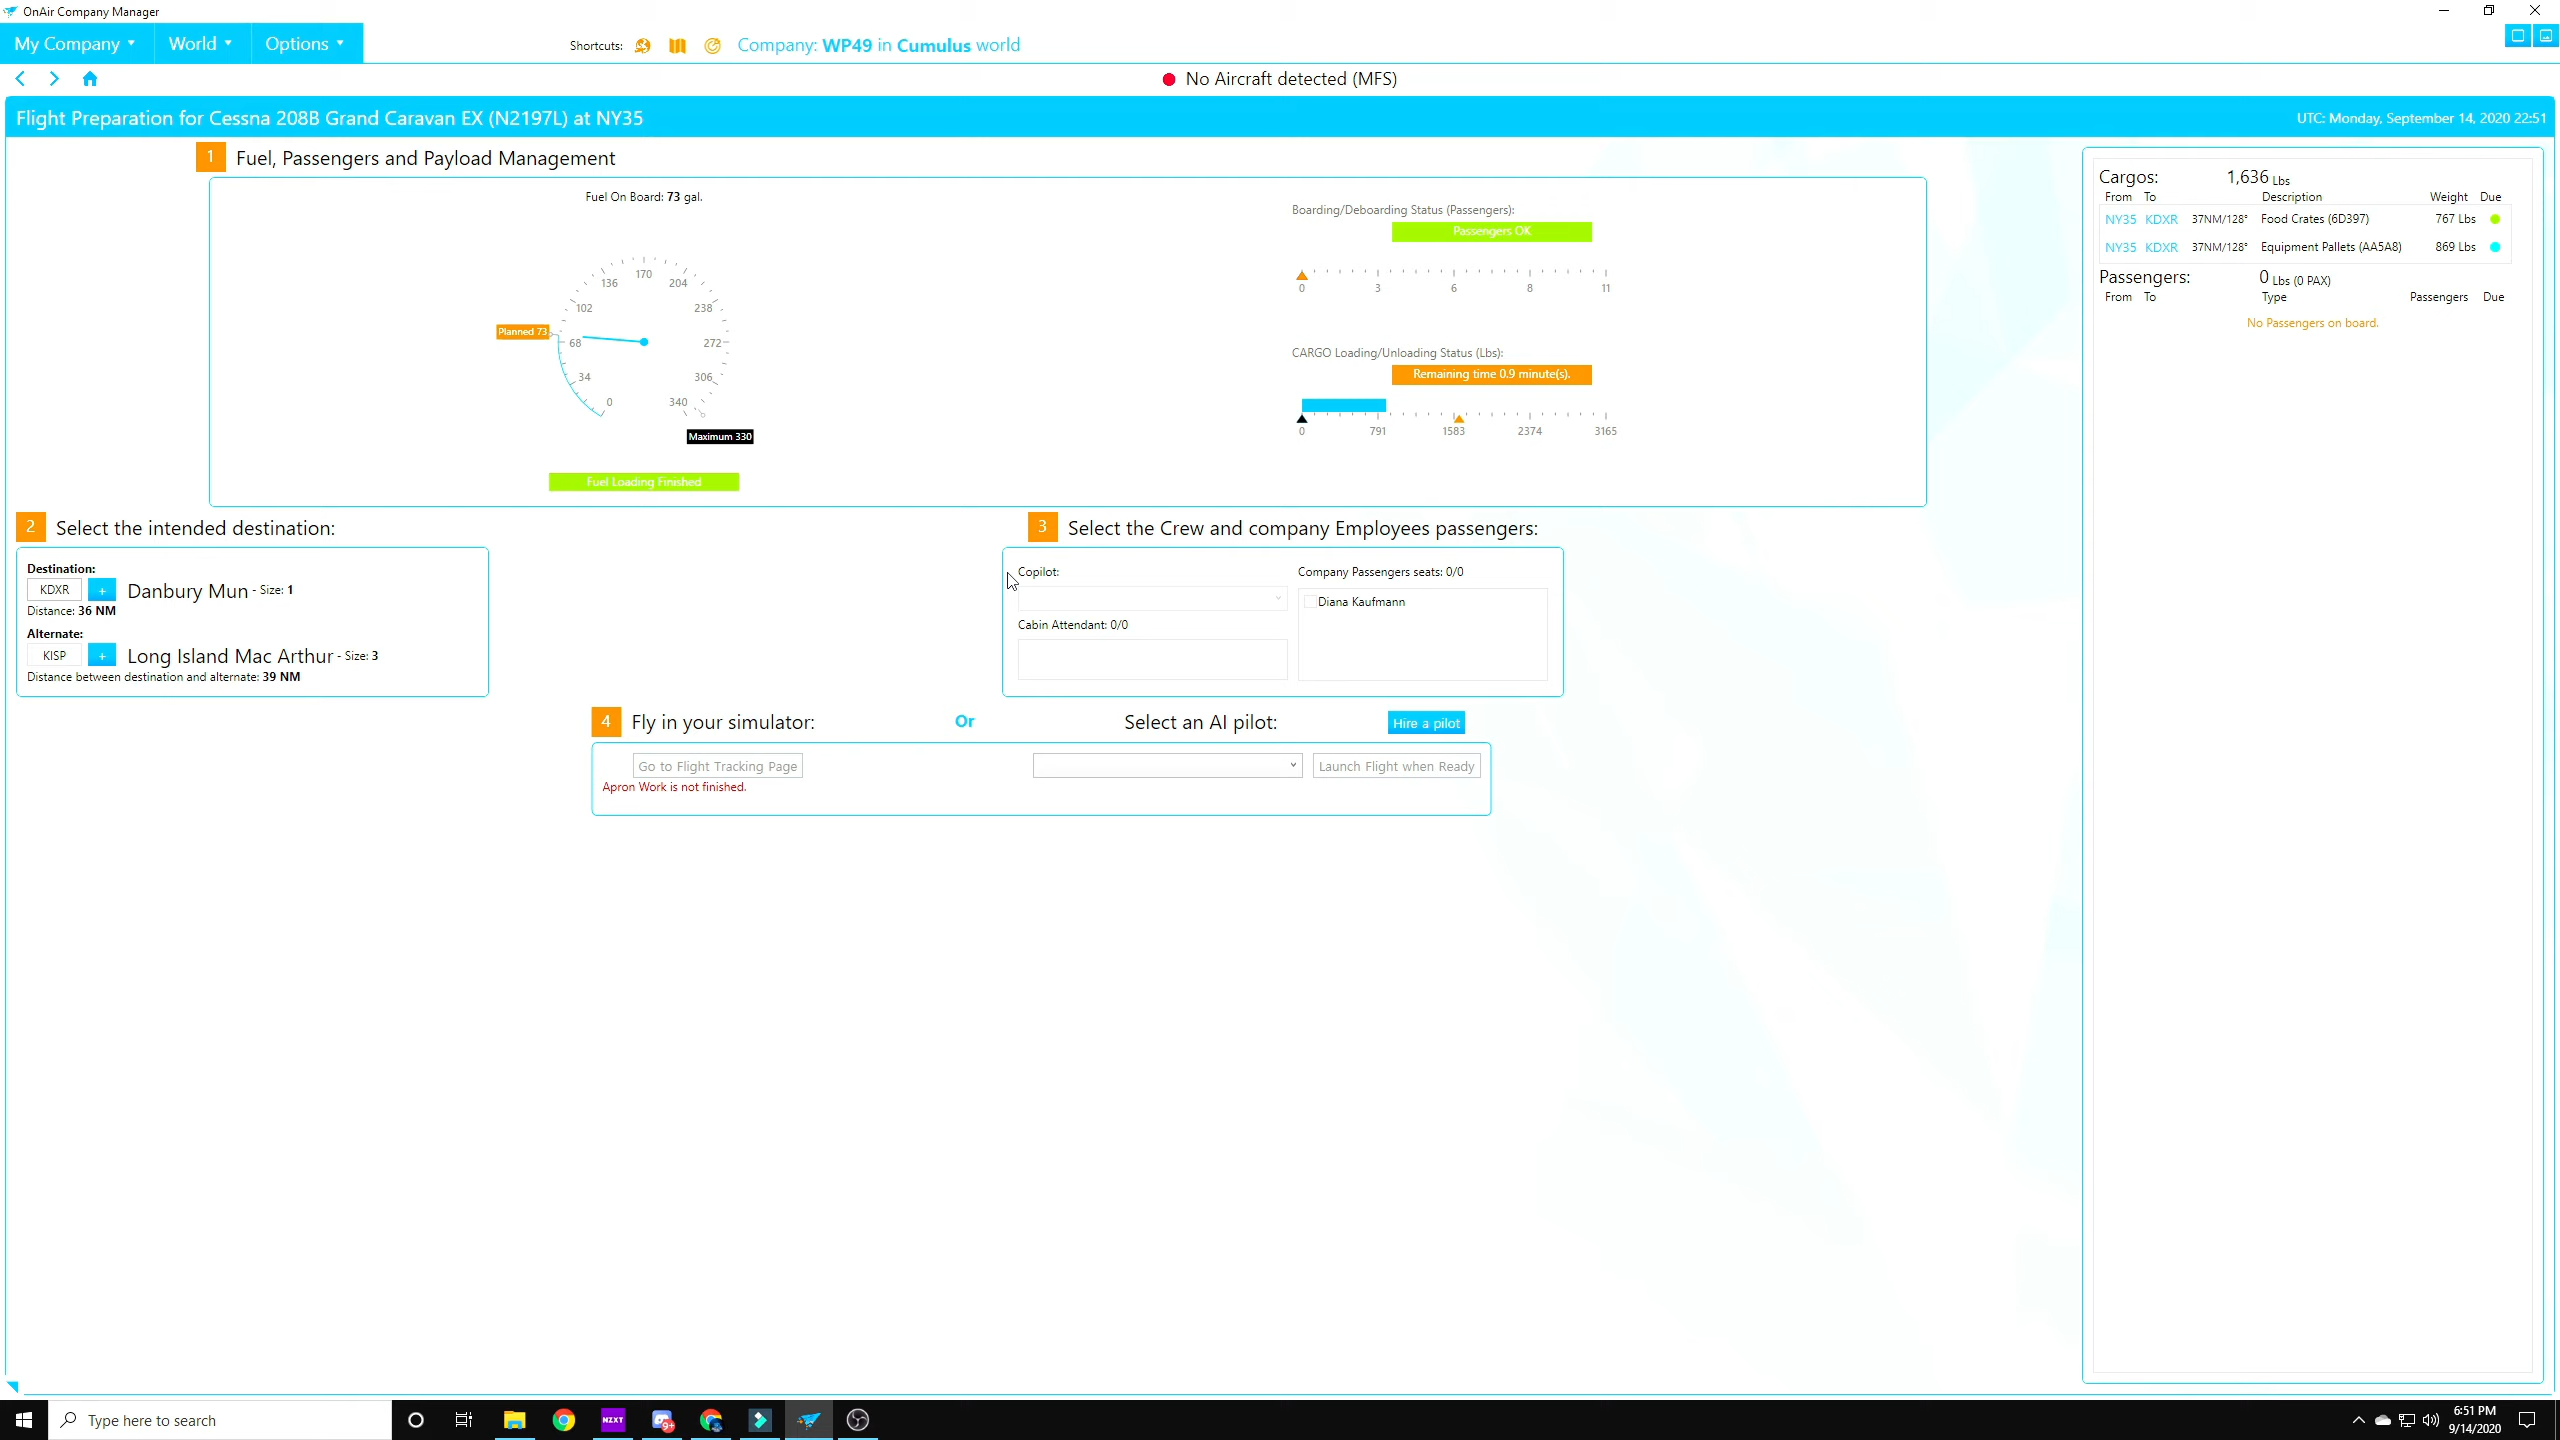 OnAir Company Manager
My Company World Options
Shortcuts: Company: WP49 in Cumulus world
No Aircraft detected (MFS)
Flight Preparation for Cessna 208B Grand Caravan EX (N2197L) at NY35
UTC: Monday, September 14, 2020 22:51
1 Fuel, Passengers and Payload Management
Fuel On Board: 73 gal.
0 34 68 102 136 170 204 238 272 306 340
Planned 73
Maximum 330
Fuel Loading Finished
Boarding/Deboarding Status (Passengers):
Passengers OK
0 3 6 8 11
CARGO Loading/Unloading Status (Lbs):
Remaining time 0.9 minute(s).
0 791 1583 2374 3165
Cargos: 1,636 Lbs
From To Description Weight Due
NY35 KDXR 37NM/128° Food Crates (6D397) 767 Lbs
NY35 KDXR 37NM/128° Equipment Pallets (AA5A8) 869 Lbs
Passengers: 0 Lbs (0 PAX)
From To Type Passengers Due
No Passengers on board.
2 Select the intended destination:
Destination:
KDXR + Danbury Mun - Size: 1
Distance: 36 NM
Alternate:
KISP + Long Island Mac Arthur - Size: 3
Distance between destination and alternate: 39 NM
3 Select the Crew and company Employees passengers:
Copilot:
Cabin Attendant: 0/0
Company Passengers seats: 0/0
Diana Kaufmann
4 Fly in your simulator: Or Select an AI pilot: Hire a pilot
Go to Flight Tracking Page
Launch Flight when Ready
Apron Work is not finished.
Type here to search
NZXT
9+
6:51 PM
9/14/2020